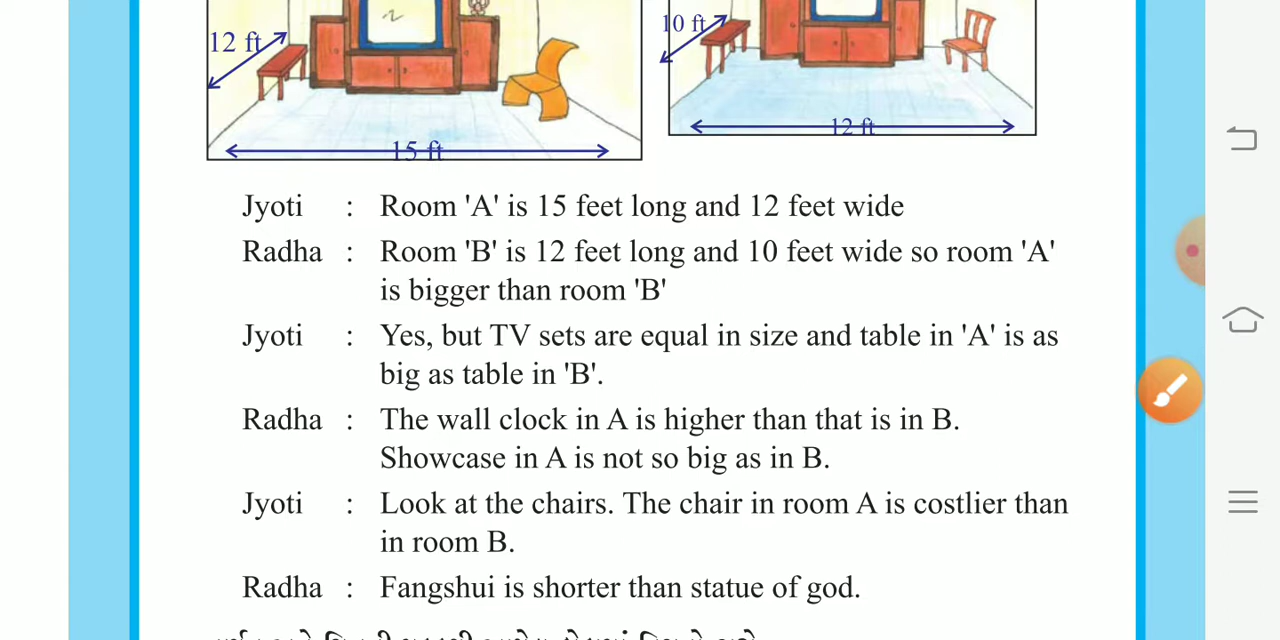 12 ft
10 ft
15 ft
12 ft
Jyoti : Room 'A' is 15 feet long and 12 feet wide
Radha : Room 'B' is 12 feet long and 10 feet wide so room 'A'
is bigger than room 'B'
Jyoti : Yes, but TV sets are equal in size and table in 'A' is as
big as table in 'B'.
Radha : The wall clock in A is higher than that is in B.
Showcase in A is not so big as in B.
Jyoti : Look at the chairs. The chair in room A is costlier than
in room B.
Radha : Fangshui is shorter than statue of god.